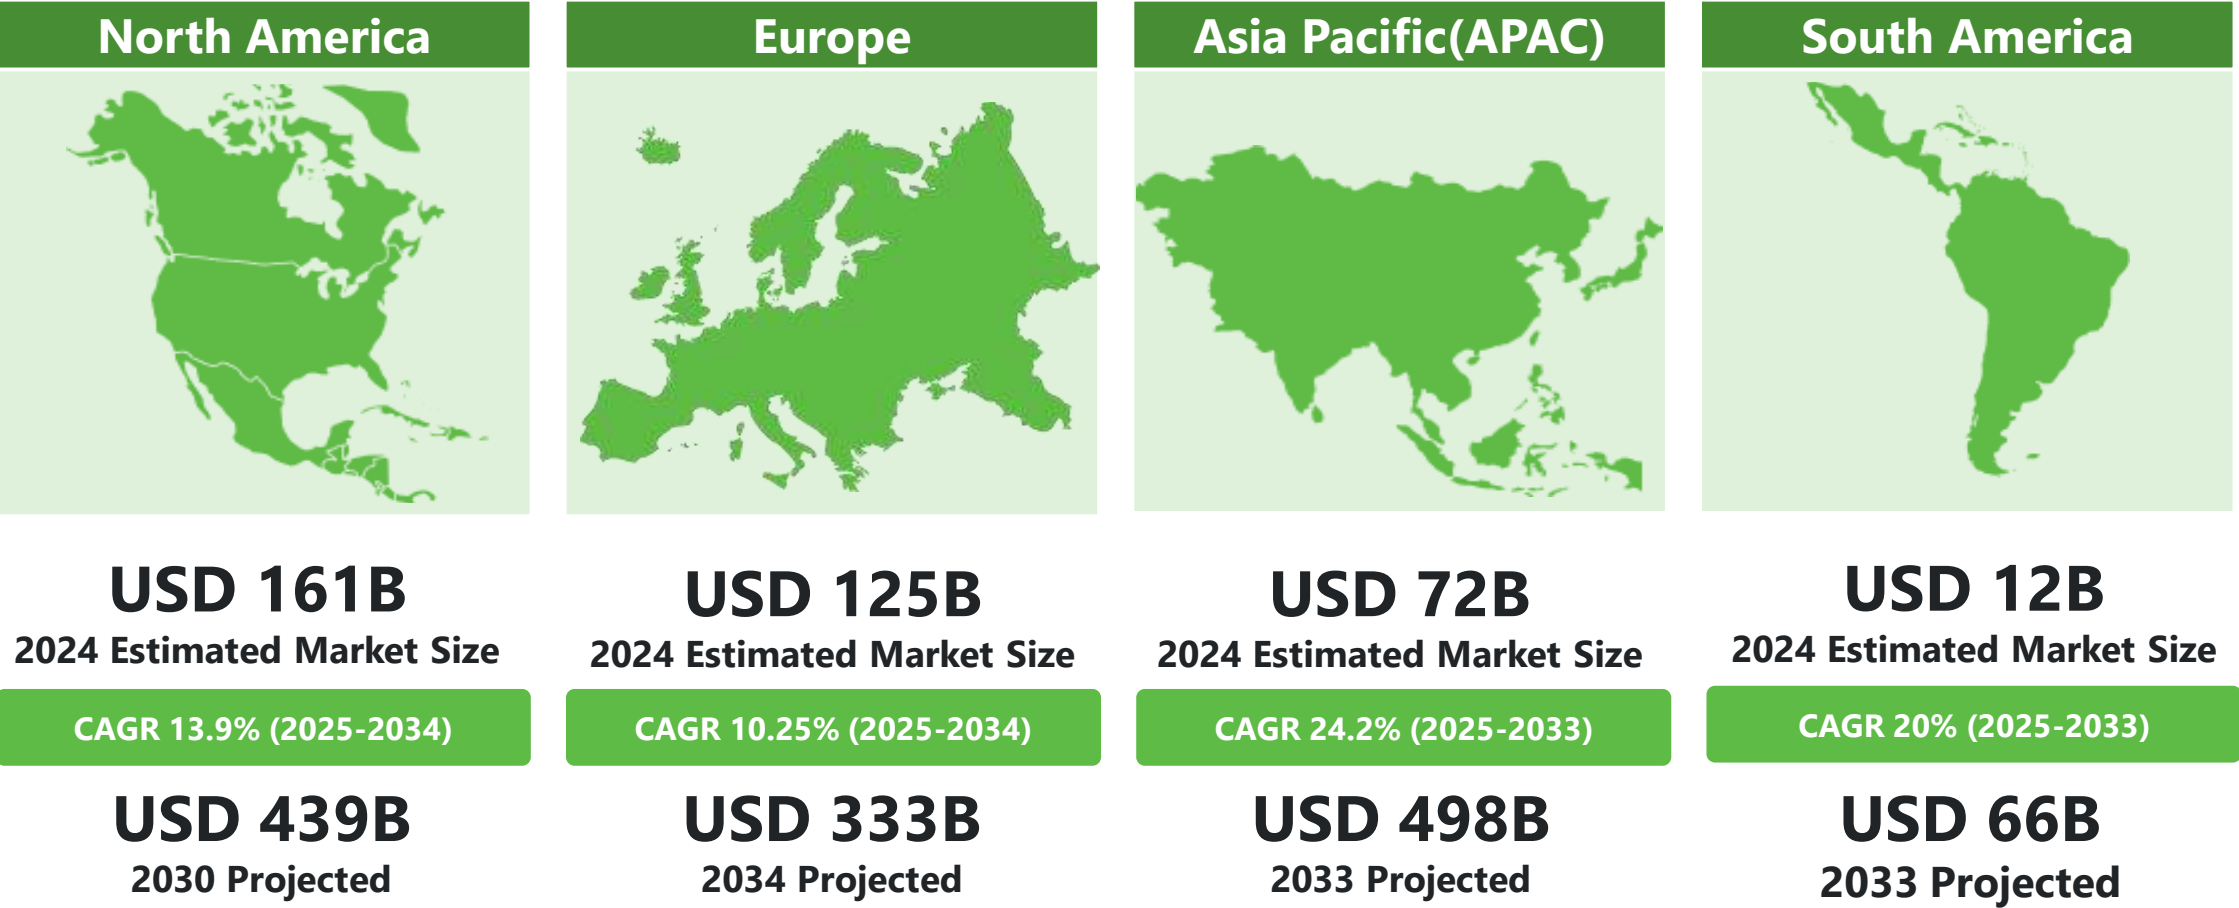 North America
USD 161B
2024 Estimated Market Size
CAGR 13.9% (2025-2034)
USD 439B
2030 Projected
Europe
USD 125B
2024 Estimated Market Size
CAGR 10.25% (2025-2034)
USD 333B
2034 Projected
Asia Pacific(APAC)
USD 72B
2024 Estimated Market Size
CAGR 24.2% (2025-2033)
USD 498B
2033 Projected
South America
USD 12B
2024 Estimated Market Size
CAGR 20% (2025-2033)
USD 66B
2033 Projected